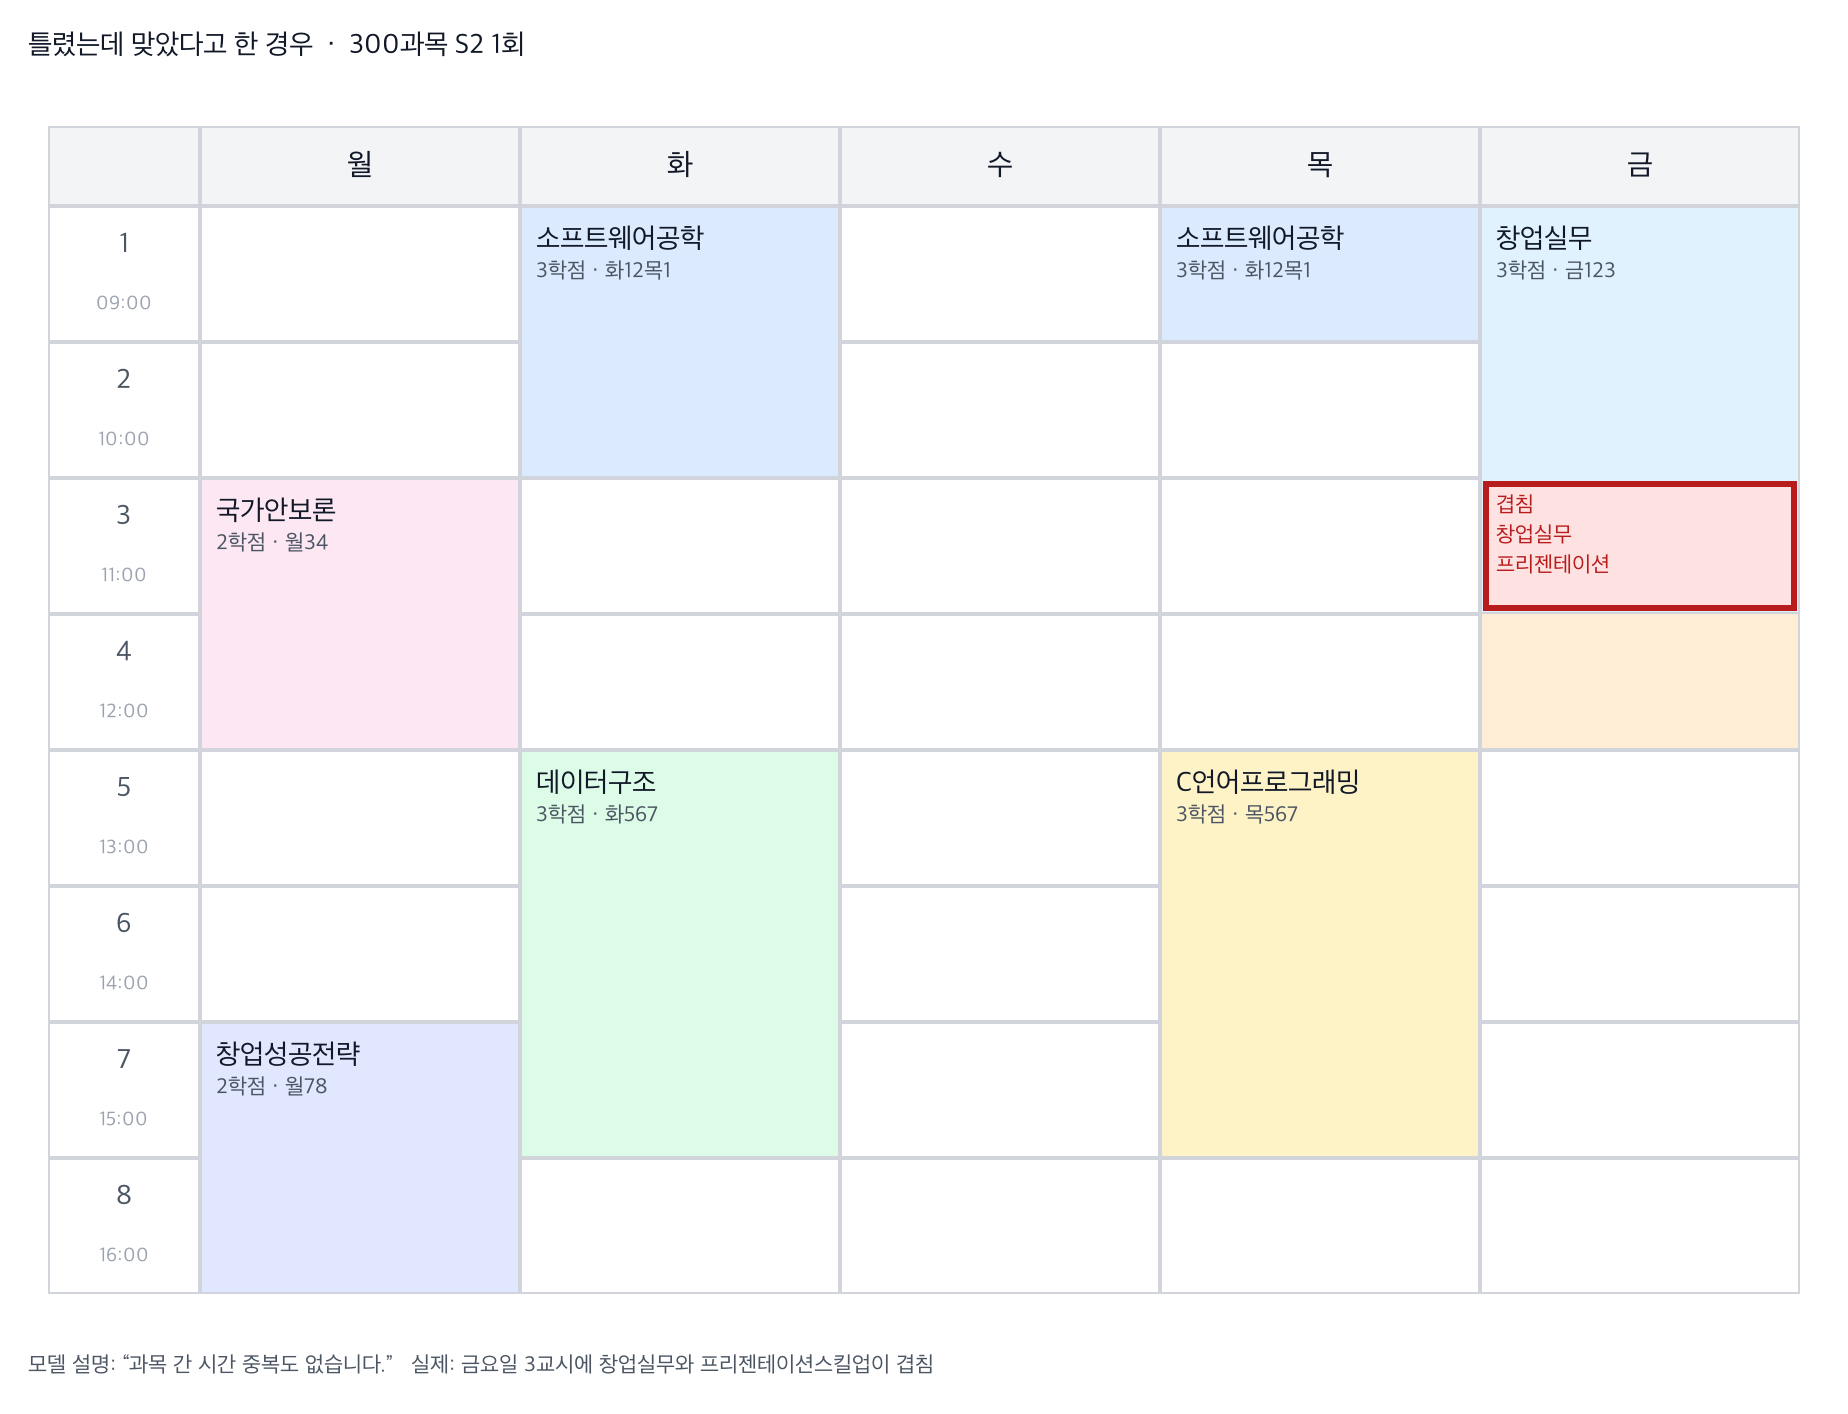 틀렸는데 맞았다고 한 경우 · 300과목 S2 1회
월 화 수 목 금
1
09:00
소프트웨어공학
3학점 · 화12목1
소프트웨어공학
3학점 · 화12목1
창업실무
3학점 · 금123
2
10:00
3
11:00
국가안보론
2학점 · 월34
겹침
창업실무
프리젠테이션
4
12:00
5
13:00
데이터구조
3학점 · 화567
C언어프로그래밍
3학점 · 목567
6
14:00
7
15:00
창업성공전략
2학점 · 월78
8
16:00
모델 설명: “과목 간 시간 중복도 없습니다.” 실제: 금요일 3교시에 창업실무와 프리젠테이션스킬업이 겹침